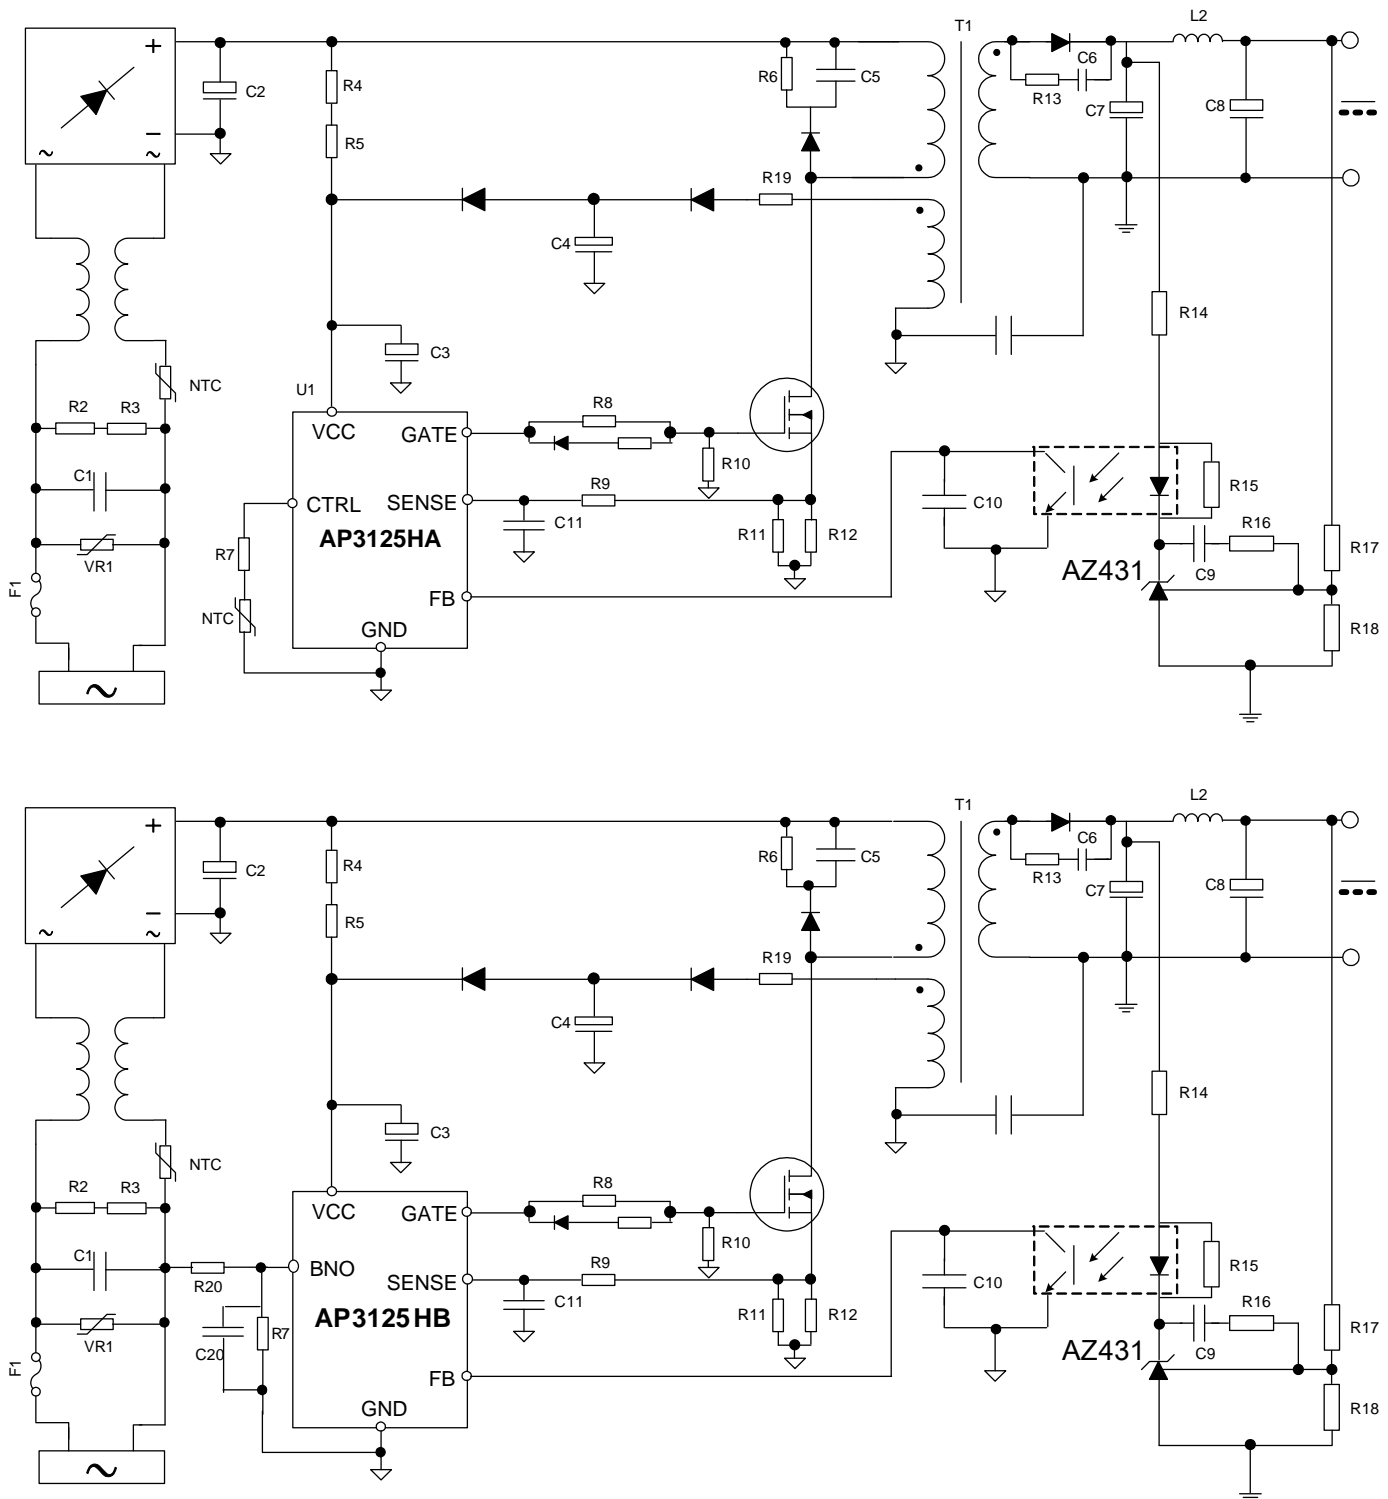 T1
L2
+
R6
C5
C6
R4
C2
R13
C7
C8
R5
−
~
~
R19
C4
R14
C3
NTC
U1
R2
R3
R8
VCC
GATE
R10
C1
R9
R15
CTRL
SENSE
C10
C11
R11
R12
R16
AP3125HA
R7
R17
VR1
AZ431
C9
F1
FB
NTC
GND
R18
~
T1
L2
+
R6
C5
C6
R4
C2
R13
C7
C8
R5
−
~
~
R19
C4
R14
C3
NTC
R2
R3
R8
VCC
GATE
R10
C1
R9
R15
R20
BNO
SENSE
C10
C11
R11
R12
R16
AP3125HB
R7
R17
VR1
C20
AZ431
C9
F1
FB
GND
R18
~